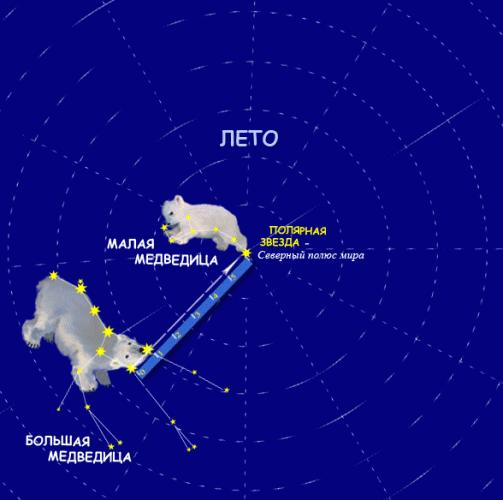 ЛЕТО
ПОЛЯРНАЯ
ЗВЕЗДА -
Северный полюс мира
МАЛАЯ
МЕДВЕДИЦА
БОЛЬШАЯ
МЕДВЕДИЦА